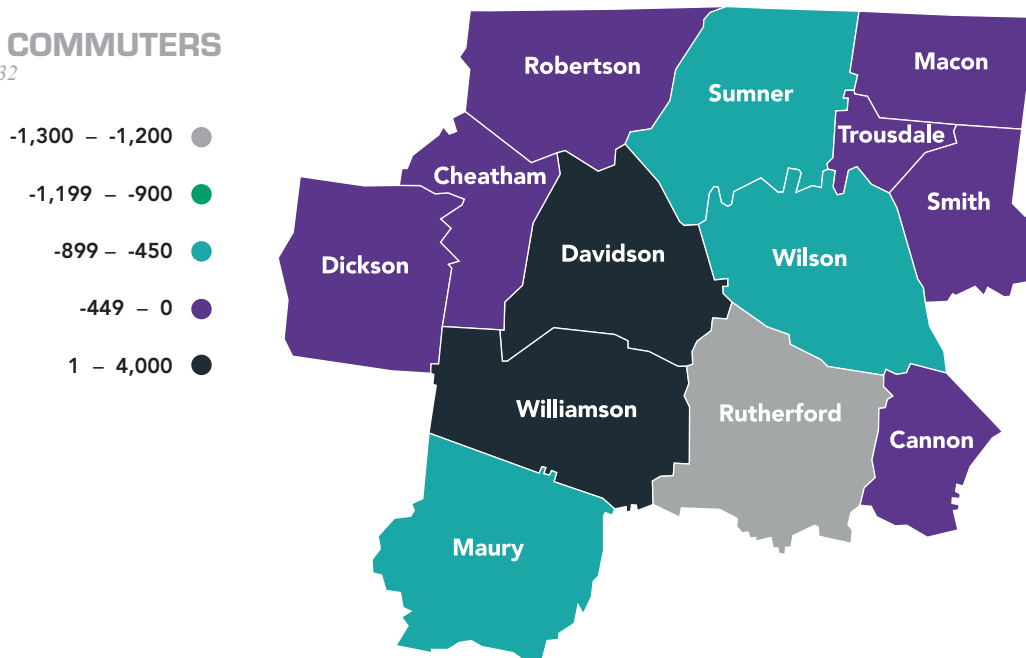 COMMUTERS
32
-1,300 – -1,200
-1,199 – -900
-899 – -450
-449 – 0
1 – 4,000
Robertson
Sumner
Macon
Trousdale
Cheatham
Smith
Dickson
Davidson
Wilson
Williamson
Rutherford
Cannon
Maury